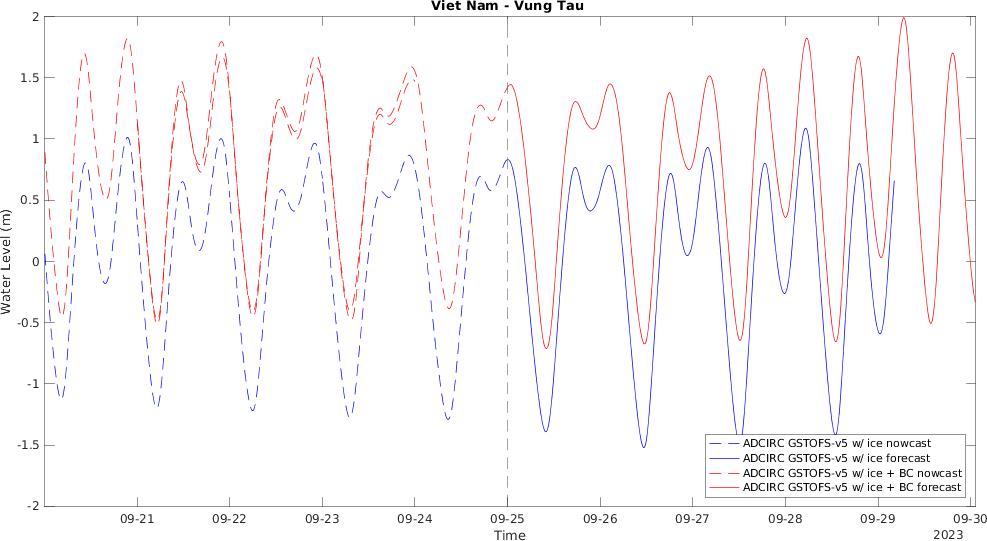 Viet Nam - Vung Tau
Water Level (m)
2
1.5
1
0.5
0
-0.5
-1
-1.5
-2
ADCIRC GSTOFS-v5 w/ ice nowcast
ADCIRC GSTOFS-v5 w/ ice forecast
ADCIRC GSTOFS-v5 w/ ice + BC nowcast
ADCIRC GSTOFS-v5 w/ ice + BC forecast
09-21 09-22 09-23 09-24 09-25 09-26 09-27 09-28 09-29 09-30
Time
2023